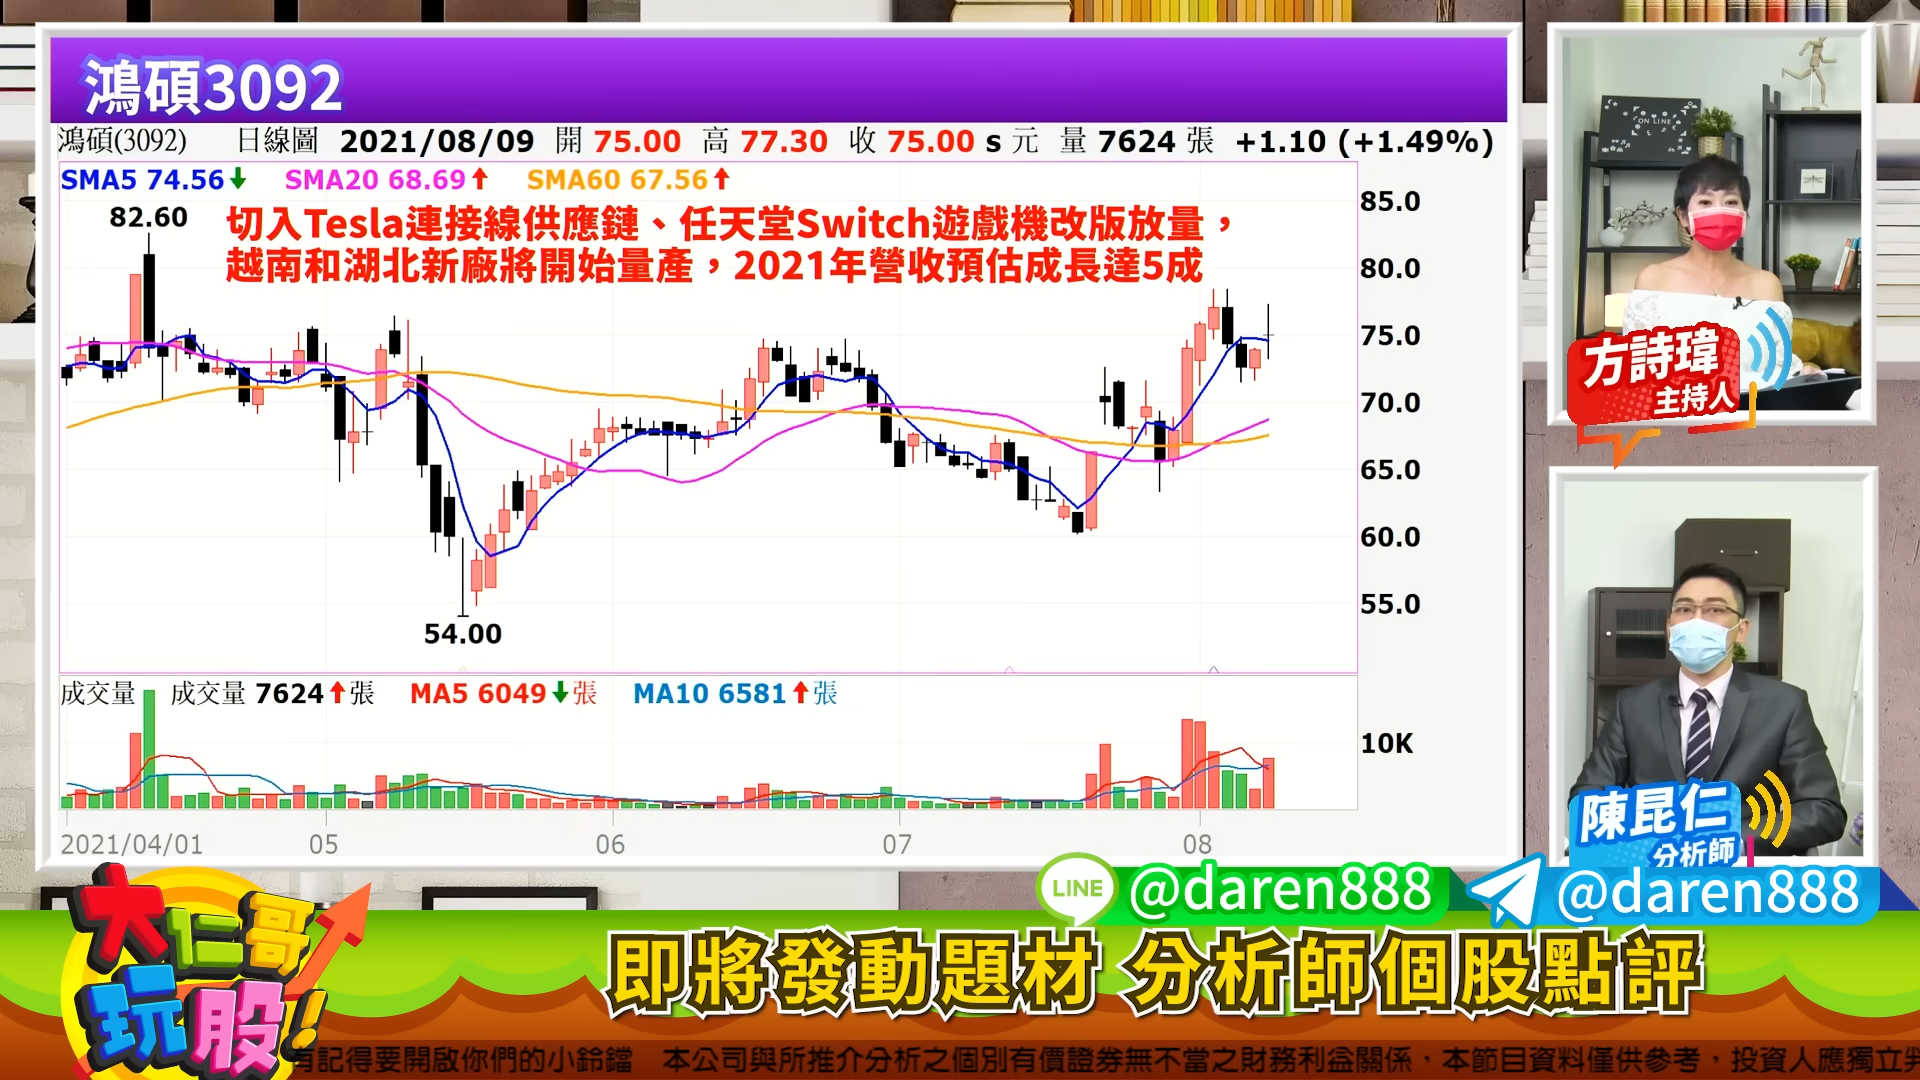 鴻碩3092
鴻碩(3092) 日線圖 2021/08/09 開 75.00 高 77.30 收 75.00 s 元 量 7624 張 +1.10 (+1.49%)
SMA5 74.56 SMA20 68.69 SMA60 67.56
82.60
切入Tesla連接線供應鏈、任天堂Switch遊戲機改版放量，
越南和湖北新廠將開始量產，2021年營收預估成長達5成
85.0
80.0
75.0
70.0
65.0
60.0
55.0
54.00
成交量 成交量 7624 張 MA5 6049 張 MA10 6581 張
10K
2021/04/01 05 06 07 08
ON LINE
方詩瑋
主持人
陳昆仁
分析師
LINE @daren888 @daren888
大仁哥
玩股!
即將發動題材 分析師個股點評
記得要開啟你們的小鈴鐺 本公司與所推介分析之個別有價證券無不當之財務利益關係，本節目資料僅供參考，投資人應獨立